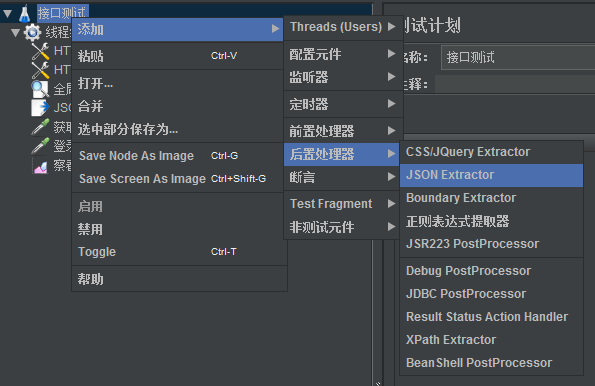 接口测试
线程
HT
HT
全局
JSO
获取
登录
察看
添加
粘贴 Ctrl-V
打开...
合并
选中部分保存为...
Save Node As Image Ctrl-G
Save Screen As Image Ctrl+Shift-G
启用
禁用
Toggle Ctrl-T
帮助
Threads (Users)
配置元件
监听器
定时器
前置处理器
后置处理器
断言
Test Fragment
非测试元件
CSS/JQuery Extractor
JSON Extractor
Boundary Extractor
正则表达式提取器
JSR223 PostProcessor
Debug PostProcessor
JDBC PostProcessor
Result Status Action Handler
XPath Extractor
BeanShell PostProcessor
测试计划
名称： 接口测试
注释：